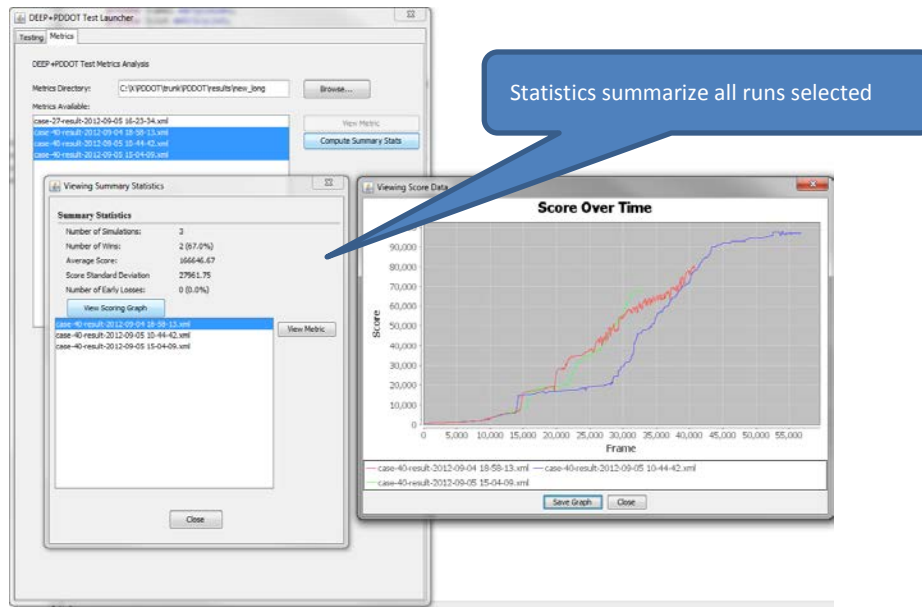 DEEP+PDDOT Test Launcher
Testing Metrics
DEEP+PDDOT Test Metrics Analysis
Metrics Directory: C:\X\PDDOT\trunk\PDDOT\results\new_long Browse...
Metrics Available:
case-27-result-2012-09-05 16-23-34.xml
case-40-result-2012-09-04 18-58-13.xml
case-40-result-2012-09-05 10-44-42.xml
case-40-result-2012-09-05 15-04-09.xml
View Metric
Compute Summary Stats
Statistics summarize all runs selected
Viewing Summary Statistics
Summary Statistics
Number of Simulations: 3
Number of Wins: 2 (67.0%)
Average Score: 166646.67
Score Standard Deviation 27961.75
Number of Early Losses: 0 (0.0%)
View Scoring Graph
case-40-result-2012-09-04 18-58-13.xml
case-40-result-2012-09-05 10-44-42.xml
case-40-result-2012-09-05 15-04-09.xml
View Metric
Close
Viewing Score Data
Score Over Time
90,000
80,000
70,000
60,000
50,000
40,000
30,000
20,000
10,000
0
Score
0 5,000 10,000 15,000 20,000 25,000 30,000 35,000 40,000 45,000 50,000 55,000
Frame
case-40-result-2012-09-04 18-58-13.xml case-40-result-2012-09-05 10-44-42.xml
case-40-result-2012-09-05 15-04-09.xml
Save Graph Close